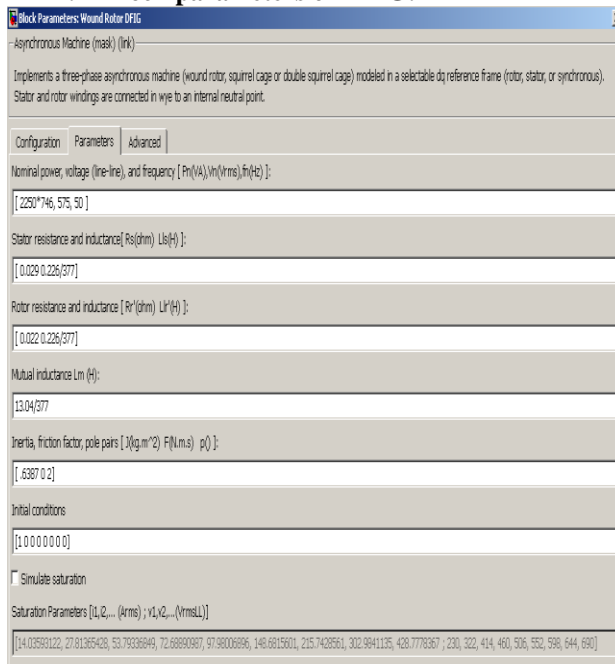 Block Parameters: Wound Rotor DFIG
Asynchronous Machine (mask) (link)
Implements a three-phase asynchronous machine (wound rotor, squirrel cage or double squirrel cage) modeled in a selectable dq reference frame (rotor, stator, or synchronous).
Stator and rotor windings are connected in wye to an internal neutral point.
Configuration Parameters Advanced
Nominal power, voltage (line-line), and frequency [ Pn(VA),Vn(Vrms),fn(Hz) ]:
[ 2250*746, 575, 50 ]
Stator resistance and inductance[ Rs(ohm) Lls(H) ]:
[ 0.029 0.226/377]
Rotor resistance and inductance [ Rr'(ohm) Llr'(H) ]:
[ 0.022 0.226/377]
Mutual inductance Lm (H):
13.04/377
Inertia, friction factor, pole pairs [ J(kg.m^2) F(N.m.s) p() ]:
[ .6387 0 2]
Initial conditions
[1 0 0 0 0 0 0 0]
Simulate saturation
Saturation Parameters [i1,i2,... (Arms) ; v1,v2,...(VrmsLL)]
[14.03593122, 27.81365428, 53.79336849, 72.68890987, 97.98006896, 148.6815601, 215.7428561, 302.9841135, 428.7778367 ; 230, 322, 414, 460, 506, 552, 598, 644, 690]